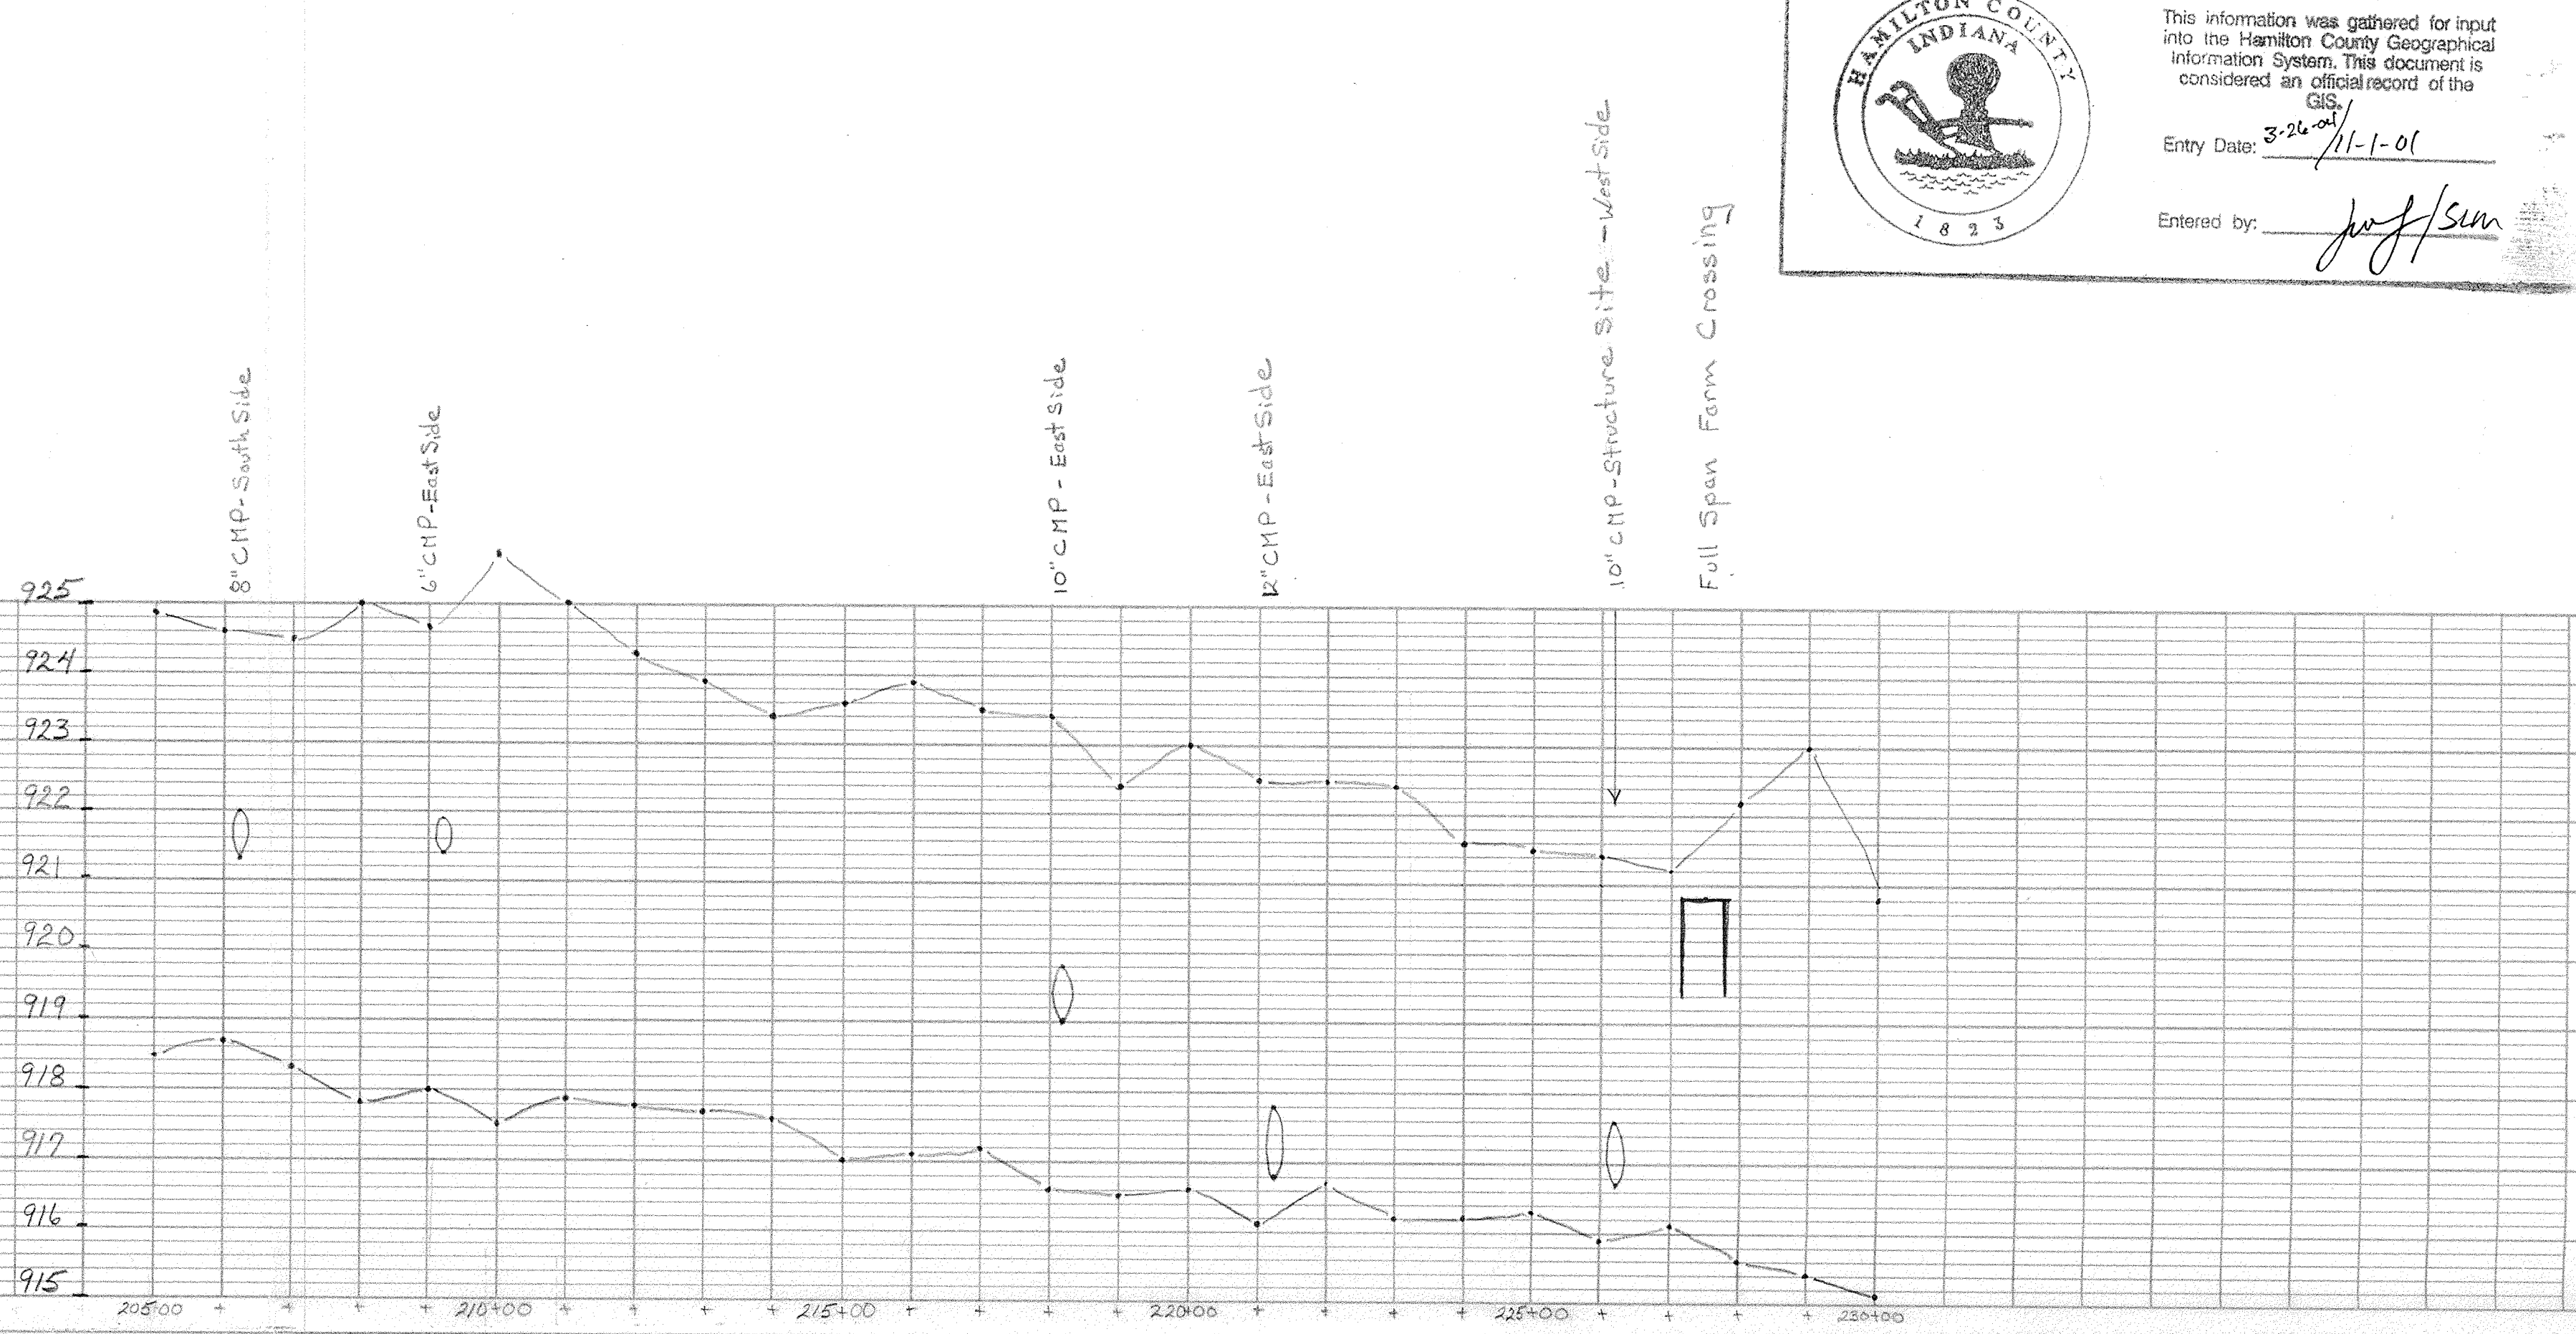 HAMILTON COUNTY
INDIANA
1823
This information was gathered for input
into the Hamilton County Geographical
Information System. This document is
considered an official record of the
GIS.
Entry Date: 3-26-04/11-1-01
Entered by:
8" CMP - South Side
6" CMP - East Side
10" CMP - East Side
12" CMP - East Side
10" CMP - Structure Site - West Side
Full Span Farm Crossing
925
924
923
922
921
920
919
918
917
916
915
205+00 + + + + 210+00 + + + + 215+00 + + + + 220+00 + + + + 225+00 + + + + 230+00